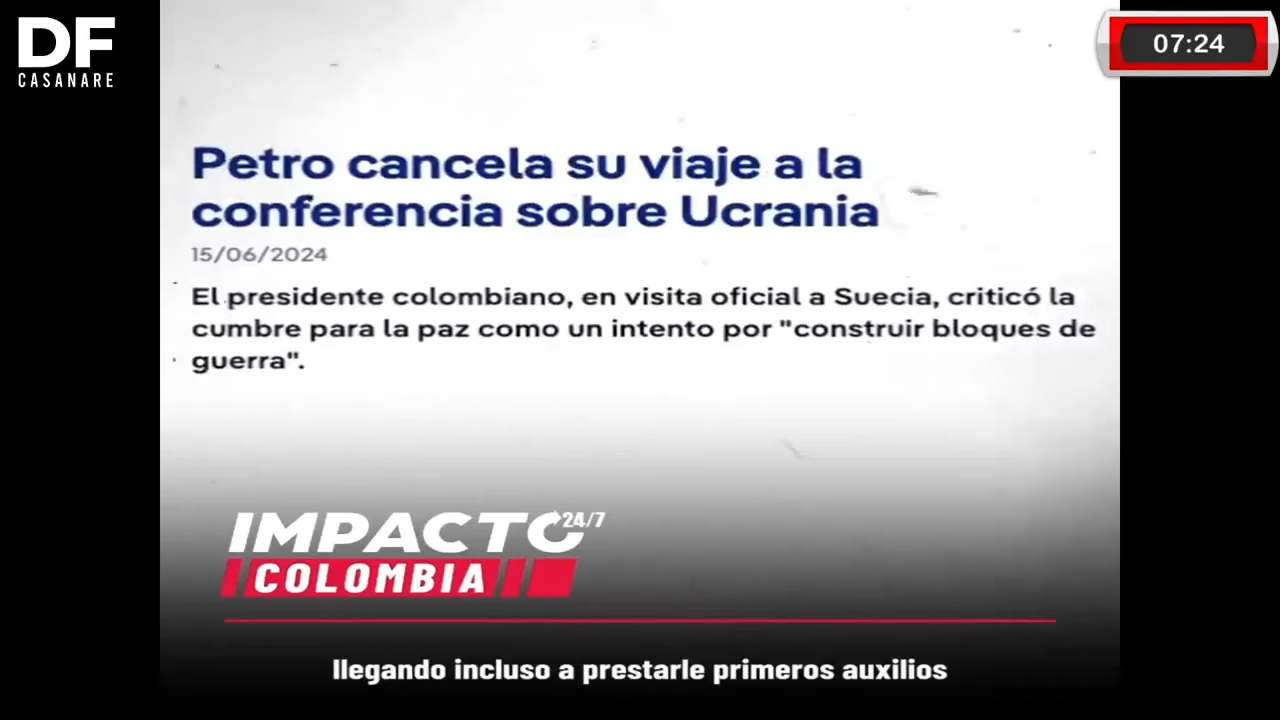 DF
CASANARE
07:24
Petro cancela su viaje a la
conferencia sobre Ucrania
15/06/2024
El presidente colombiano, en visita oficial a Suecia, criticó la
cumbre para la paz como un intento por "construir bloques de
guerra".
IMPACTO 24/7
COLOMBIA
llegando incluso a prestarle primeros auxilios